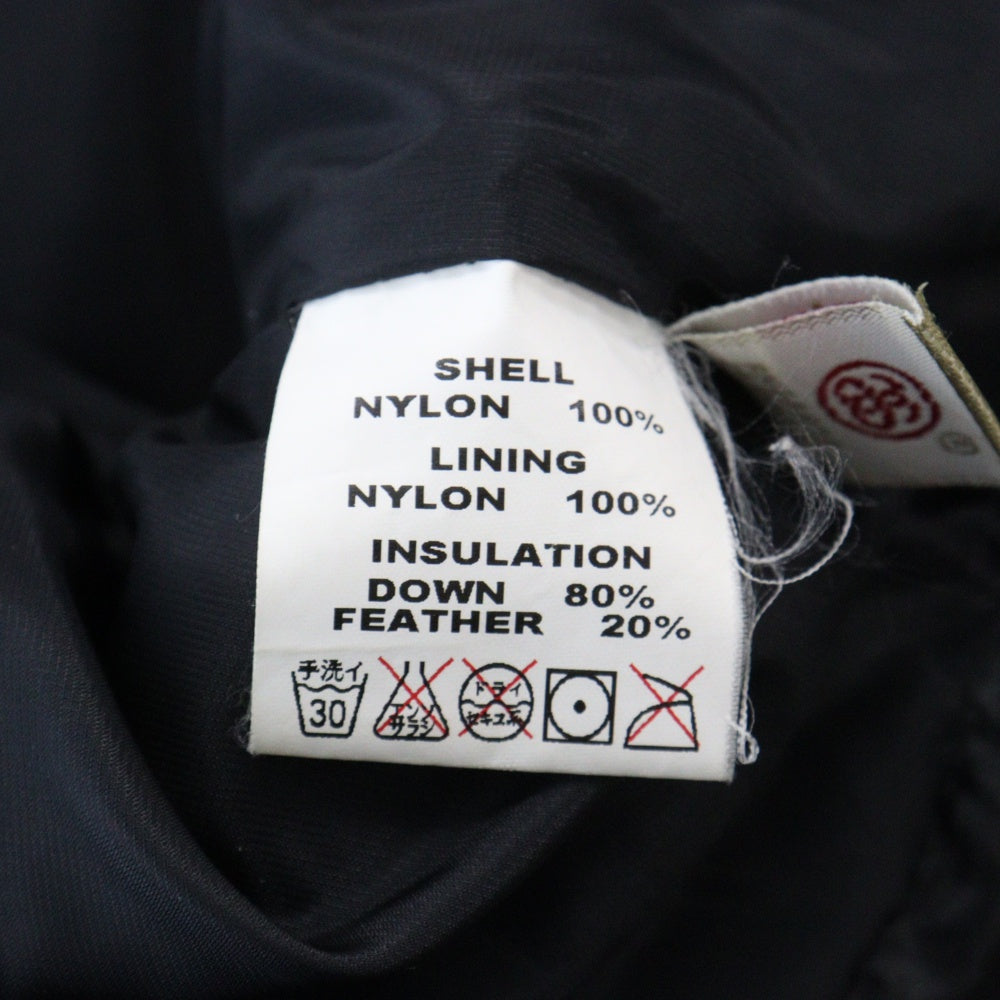 SHELL
NYLON 100%
LINING
NYLON 100%
INSULATION
DOWN 80%
FEATHER 20%
手洗イ
30
エンソ
サラシ
ドライ
セキユ系